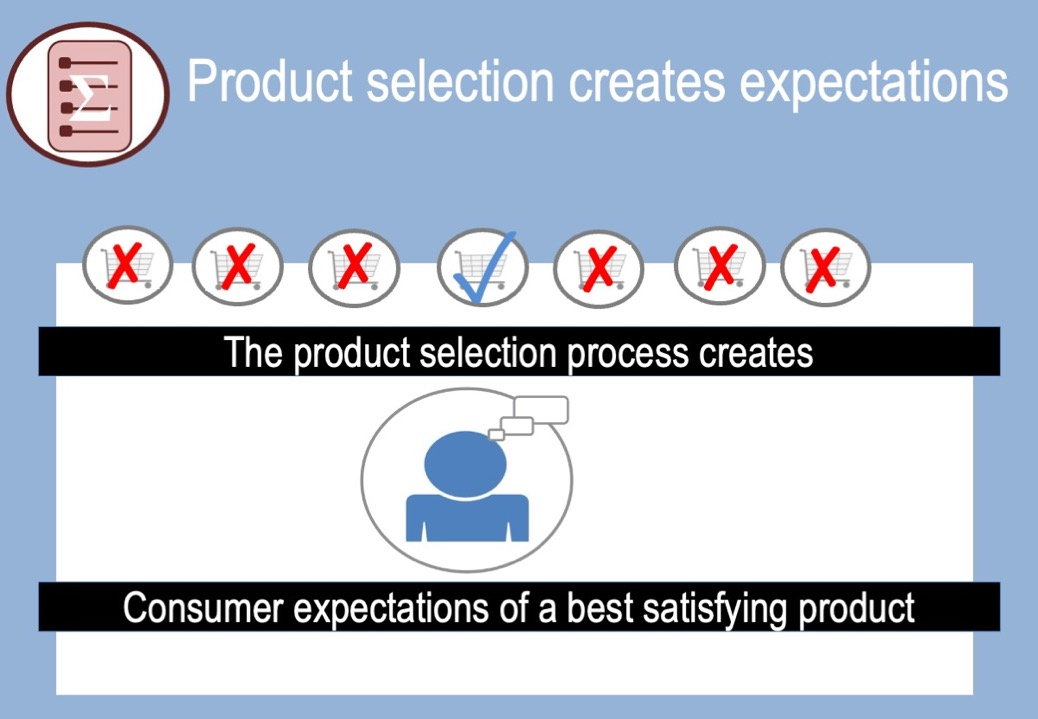 Σ
Product selection creates expectations
The product selection process creates
Consumer expectations of a best satisfying product